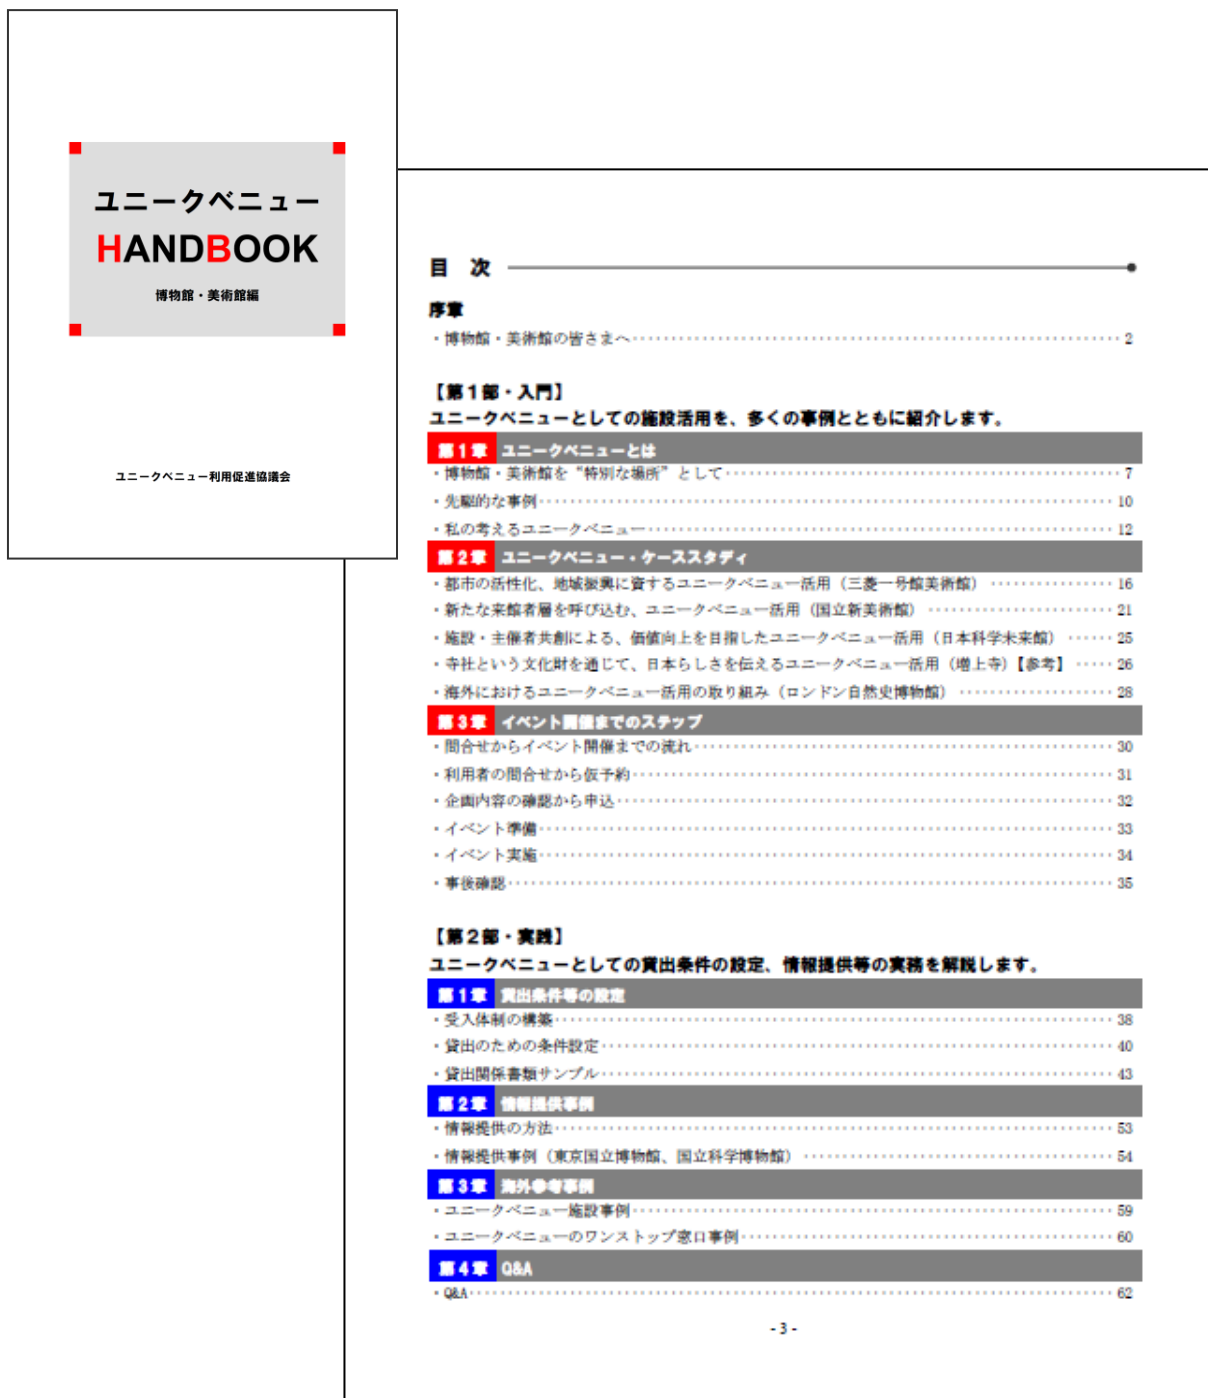 ユニークベニュー
HANDBOOK
博物館・美術館編
ユニークベニュー利用促進協議会
目 次
序章
・博物館・美術館の皆さまへ 2
【第1部・入門】
ユニークベニューとしての施設活用を、多くの事例とともに紹介します。
第1章 ユニークベニューとは
・博物館・美術館を“特別な場所”として 7
・先駆的な事例 10
・私の考えるユニークベニュー 12
第2章 ユニークベニュー・ケーススタディ
・都市の活性化、地域振興に資するユニークベニュー活用（三菱一号館美術館） 16
・新たな来館者層を呼び込む、ユニークベニュー活用（国立新美術館） 21
・施設・主催者共創による、価値向上を目指したユニークベニュー活用（日本科学未来館） 25
・寺社という文化財を通じて、日本らしさを伝えるユニークベニュー活用（増上寺）【参考】 26
・海外におけるユニークベニュー活用の取り組み（ロンドン自然史博物館） 28
第3章 イベント開催までのステップ
・問合せからイベント開催までの流れ 30
・利用者の問合せから仮予約 31
・企画内容の確認から申込 32
・イベント準備 33
・イベント実施 34
・事後確認 35
【第2部・実践】
ユニークベニューとしての貸出条件の設定、情報提供等の実務を解説します。
第1章 貸出条件等の設定
・受入体制の構築 38
・貸出のための条件設定 40
・貸出関係書類サンプル 43
第2章 情報提供事例
・情報提供の方法 53
・情報提供事例（東京国立博物館、国立科学博物館） 54
第3章 海外参考事例
・ユニークベニュー施設事例 59
・ユニークベニューのワンストップ窓口事例 60
第4章 Q&A
・Q&A 62
- 3 -